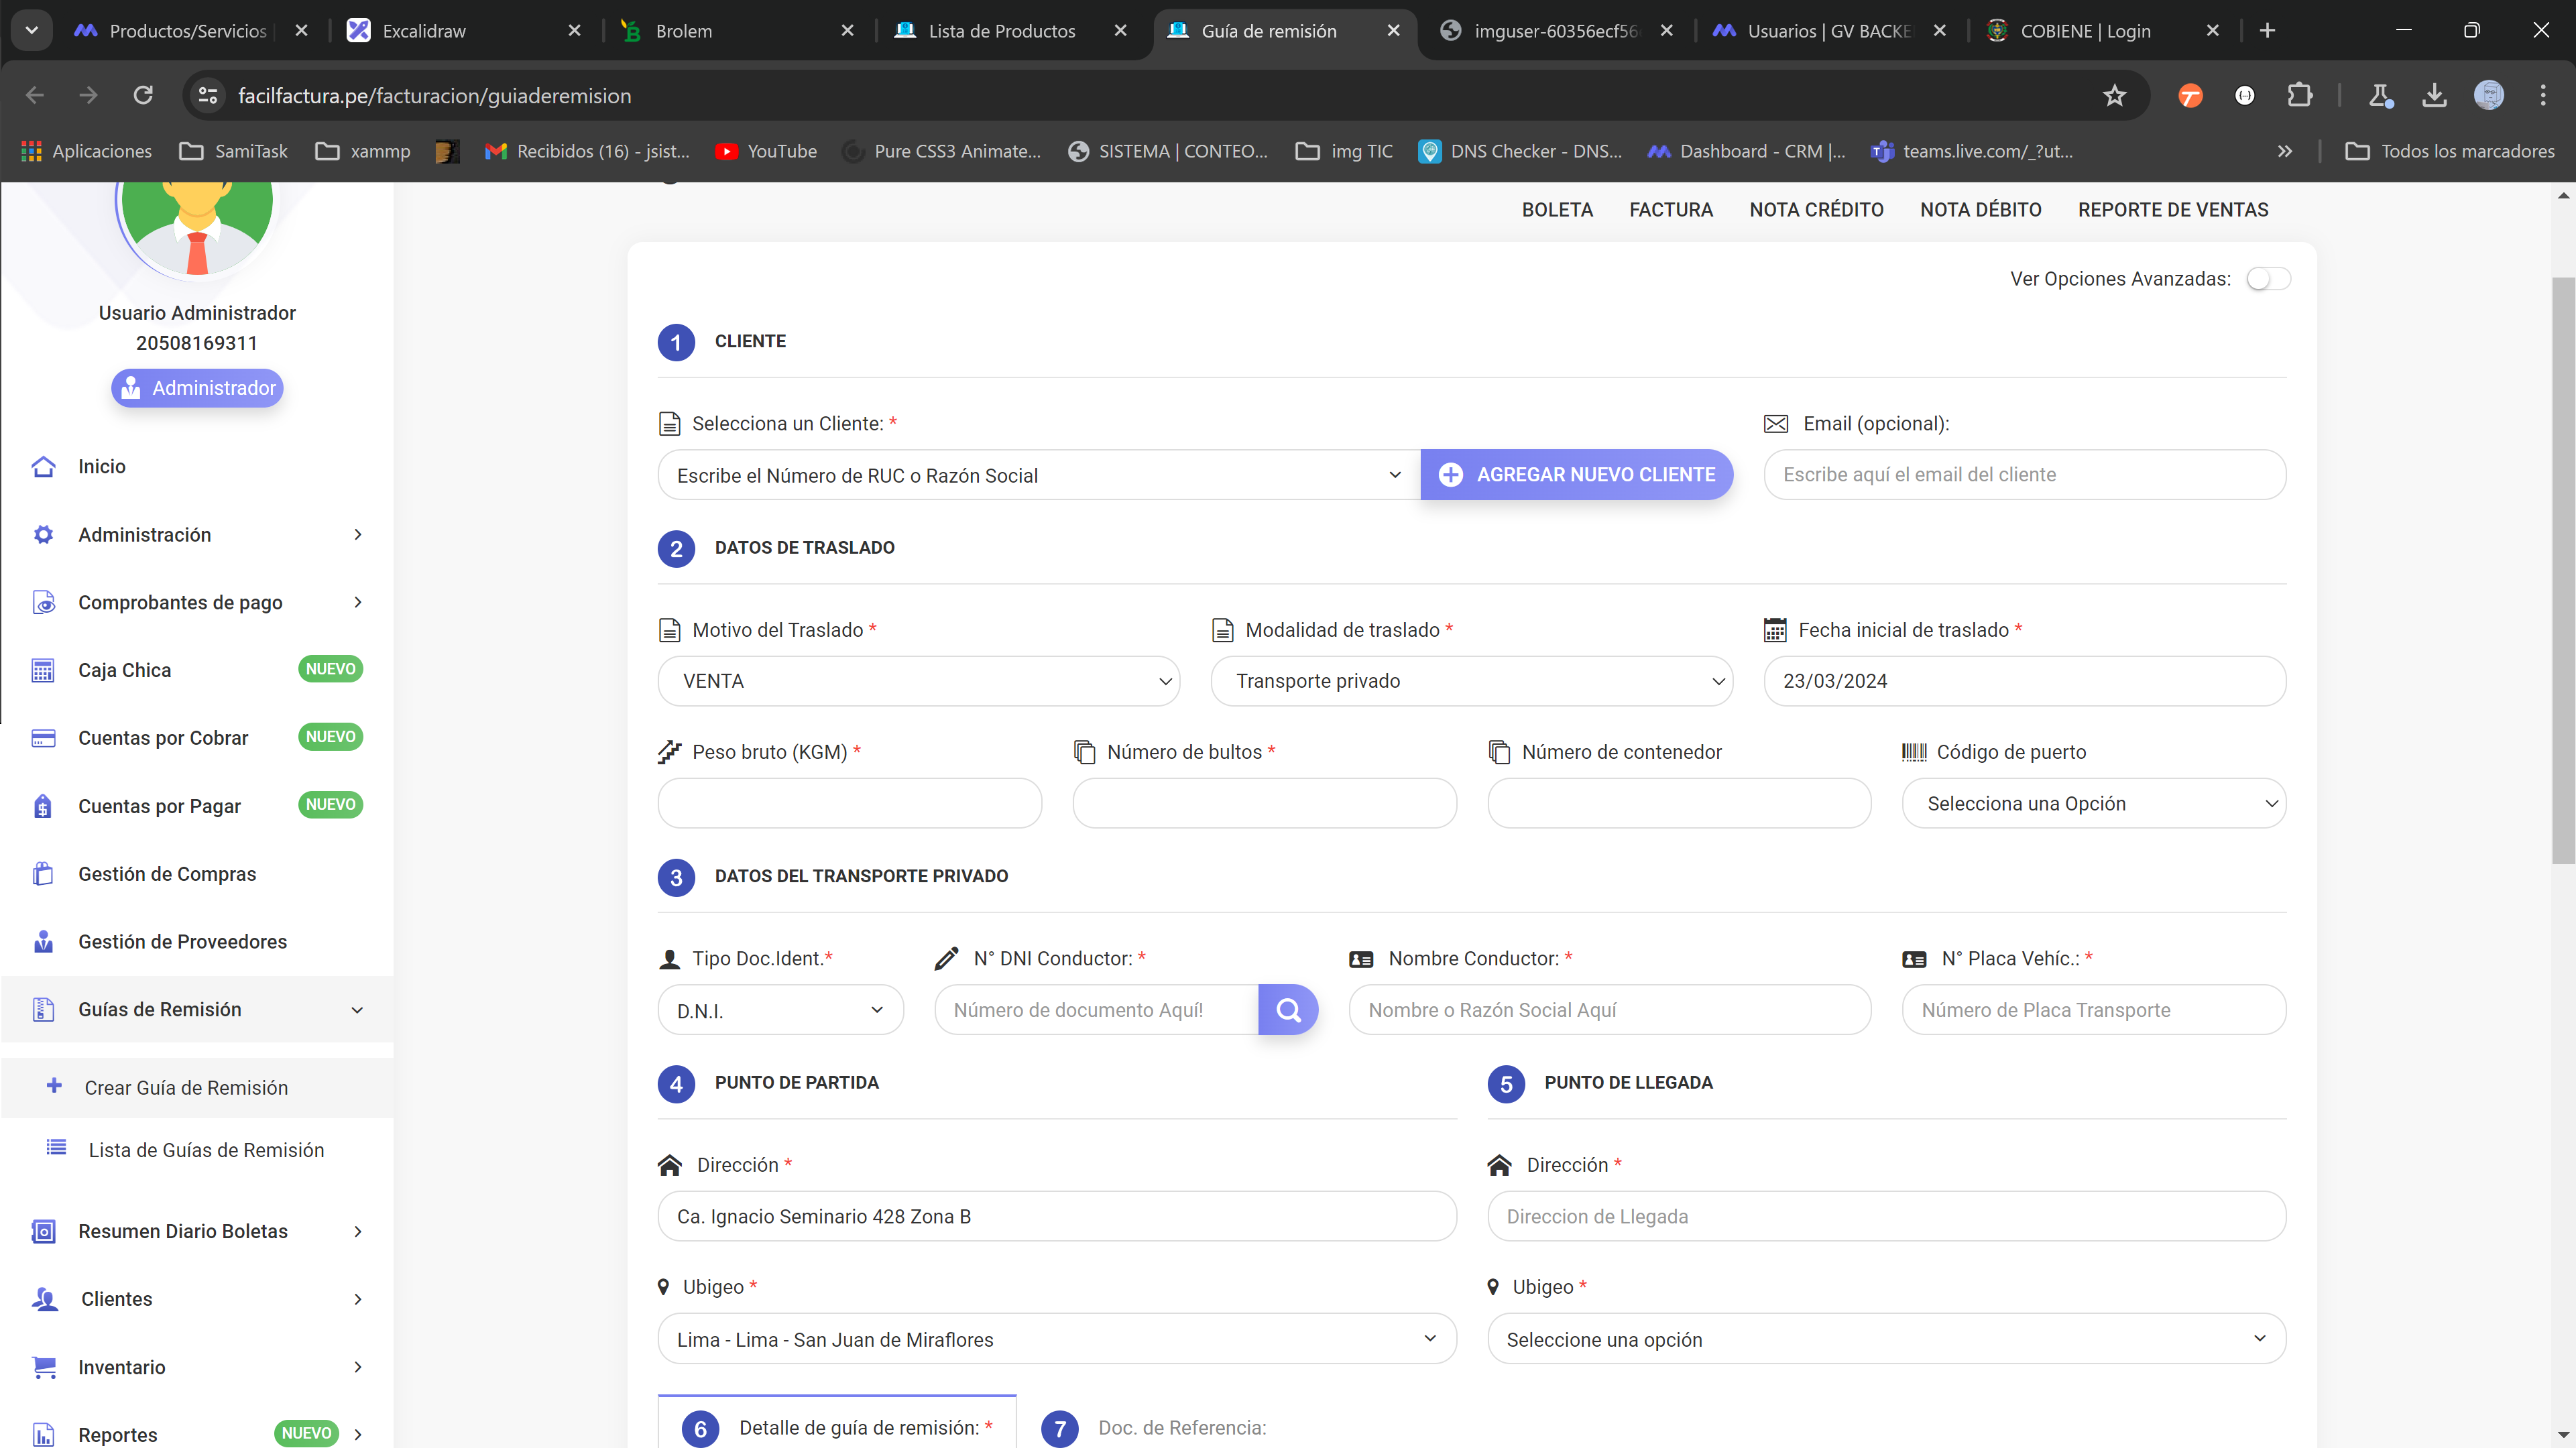 Productos/Servicios
Excalidraw
Brolem
Lista de Productos
Guía de remisión
imguser-60356ecf56
Usuarios | GV BACKE
COBIENE | Login
facilfactura.pe/facturacion/guiaderemision
Aplicaciones
SamiTask
xammp
Recibidos (16) - jsist...
YouTube
Pure CSS3 Animate...
SISTEMA | CONTEO...
img TIC
DNS Checker - DNS...
Dashboard - CRM |...
teams.live.com/_?ut...
Todos los marcadores
BOLETA
FACTURA
NOTA CRÉDITO
NOTA DÉBITO
REPORTE DE VENTAS
Usuario Administrador
20508169311
Administrador
Inicio
Administración
Comprobantes de pago
Caja Chica NUEVO
Cuentas por Cobrar NUEVO
Cuentas por Pagar NUEVO
Gestión de Compras
Gestión de Proveedores
Guías de Remisión
Crear Guía de Remisión
Lista de Guías de Remisión
Resumen Diario Boletas
Clientes
Inventario
Reportes NUEVO
Ver Opciones Avanzadas:
1 CLIENTE
Selecciona un Cliente: *
Email (opcional):
Escribe el Número de RUC o Razón Social
AGREGAR NUEVO CLIENTE
Escribe aquí el email del cliente
2 DATOS DE TRASLADO
Motivo del Traslado *
Modalidad de traslado *
Fecha inicial de traslado *
VENTA
Transporte privado
23/03/2024
Peso bruto (KGM) *
Número de bultos *
Número de contenedor
Código de puerto
Selecciona una Opción
3 DATOS DEL TRANSPORTE PRIVADO
Tipo Doc.Ident.*
N° DNI Conductor: *
Nombre Conductor: *
N° Placa Vehíc.: *
D.N.I.
Número de documento Aquí!
Nombre o Razón Social Aquí
Número de Placa Transporte
4 PUNTO DE PARTIDA
5 PUNTO DE LLEGADA
Dirección *
Dirección *
Ca. Ignacio Seminario 428 Zona B
Direccion de Llegada
Ubigeo *
Ubigeo *
Lima - Lima - San Juan de Miraflores
Seleccione una opción
6 Detalle de guía de remisión: *
7 Doc. de Referencia: